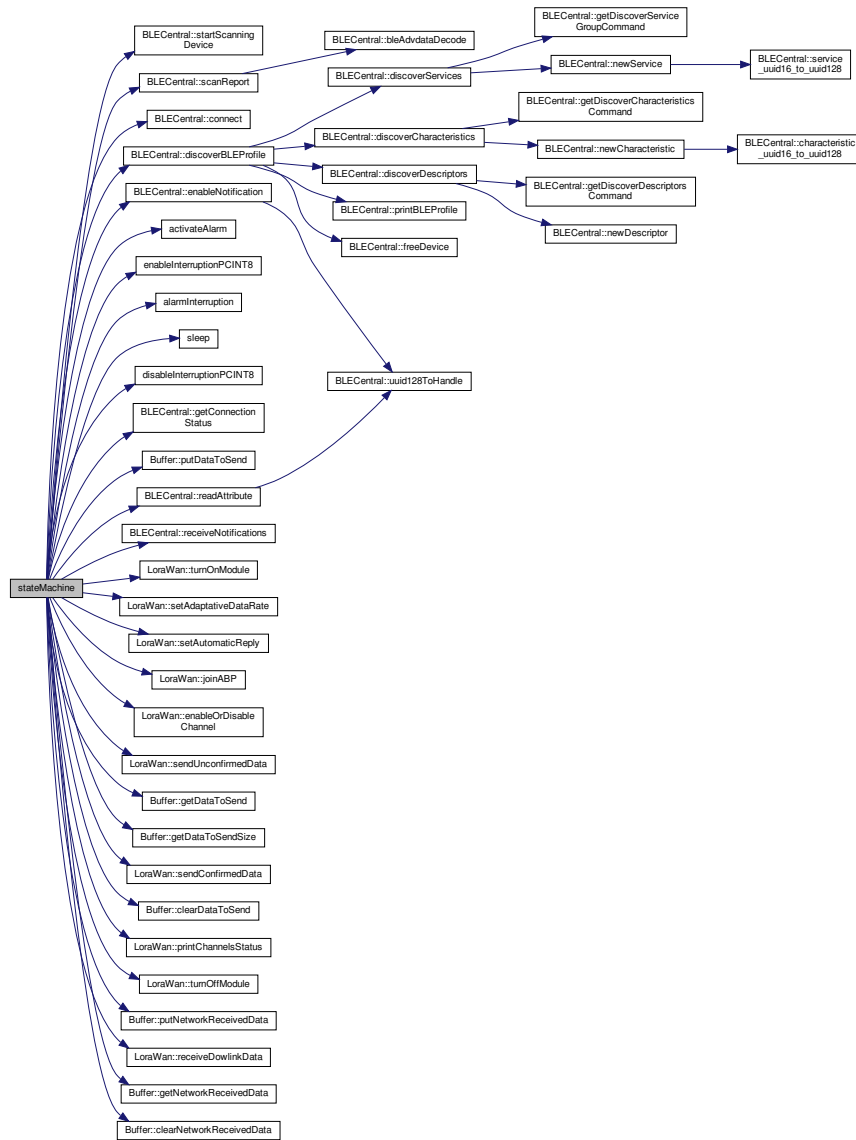 BLECentral::startScanning
Device
BLECentral::scanReport
BLECentral::connect
BLECentral::discoverBLEProfile
BLECentral::enableNotification
activateAlarm
enableInterruptionPCINT8
alarmInterruption
sleep
disableInterruptionPCINT8
BLECentral::getConnection
Status
Buffer::putDataToSend
BLECentral::readAttribute
BLECentral::receiveNotifications
LoraWan::turnOnModule
stateMachine
LoraWan::setAdaptativeDataRate
LoraWan::setAutomaticReply
LoraWan::joinABP
LoraWan::enableOrDisable
Channel
LoraWan::sendUnconfirmedData
Buffer::getDataToSend
Buffer::getDataToSendSize
LoraWan::sendConfirmedData
Buffer::clearDataToSend
LoraWan::printChannelsStatus
LoraWan::turnOffModule
Buffer::putNetworkReceivedData
LoraWan::receiveDowlinkData
Buffer::getNetworkReceivedData
Buffer::clearNetworkReceivedData
BLECentral::bleAdvdataDecode
BLECentral::discoverServices
BLECentral::discoverCharacteristics
BLECentral::discoverDescriptors
BLECentral::printBLEProfile
BLECentral::freeDevice
BLECentral::uuid128ToHandle
BLECentral::getDiscoverService
GroupCommand
BLECentral::newService
BLECentral::getDiscoverCharacteristics
Command
BLECentral::newCharacteristic
BLECentral::getDiscoverDescriptors
Command
BLECentral::newDescriptor
BLECentral::service
_uuid16_to_uuid128
BLECentral::characteristic
_uuid16_to_uuid128